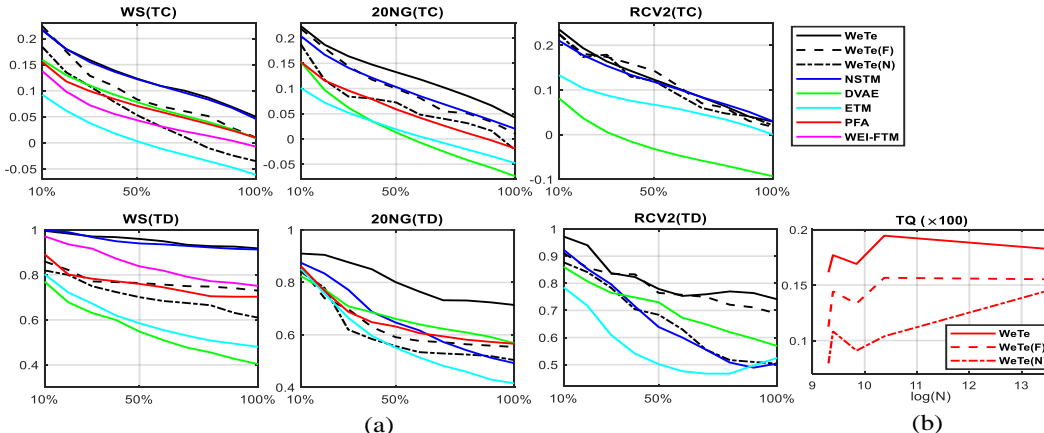 WS(TC)
0.2
0.15
0.1
0.05
0
-0.05
10%
50%
100%
20NG(TC)
0.2
0.15
0.1
0.05
0
-0.05
10%
50%
100%
RCV2(TC)
0.2
0.1
0
-0.1
10%
50%
100%
WeTe
WeTe(F)
WeTe(N)
NSTM
DVAE
ETM
PFA
WEI-FTM
WS(TD)
1
0.8
0.6
0.4
10%
50%
100%
20NG(TD)
1
0.8
0.6
0.4
10%
50%
100%
RCV2(TD)
1
0.9
0.8
0.7
0.6
0.5
10%
50%
100%
TQ (×100)
0.2
0.15
0.1
9
10
11
12
13
log(N)
WeTe
WeTe(F)
WeTe(N)
(a)
(b)